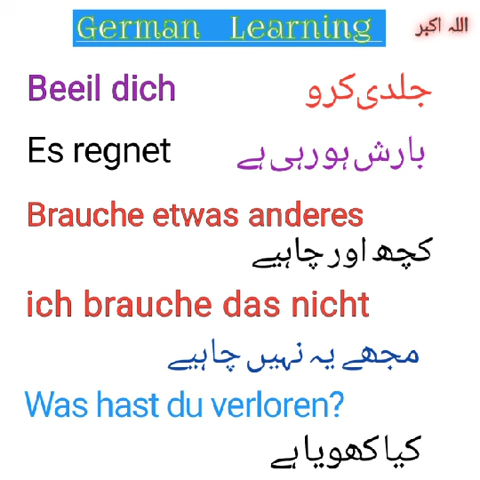 German Learning اللہ اکبر
Beeil dich جلدی کرو
Es regnet بارش ہو رہی ہے
Brauche etwas anderes
کچھ اور چاہیے
ich brauche das nicht
مجھے یہ نہیں چاہیے
Was hast du verloren?
کیا کھویا ہے